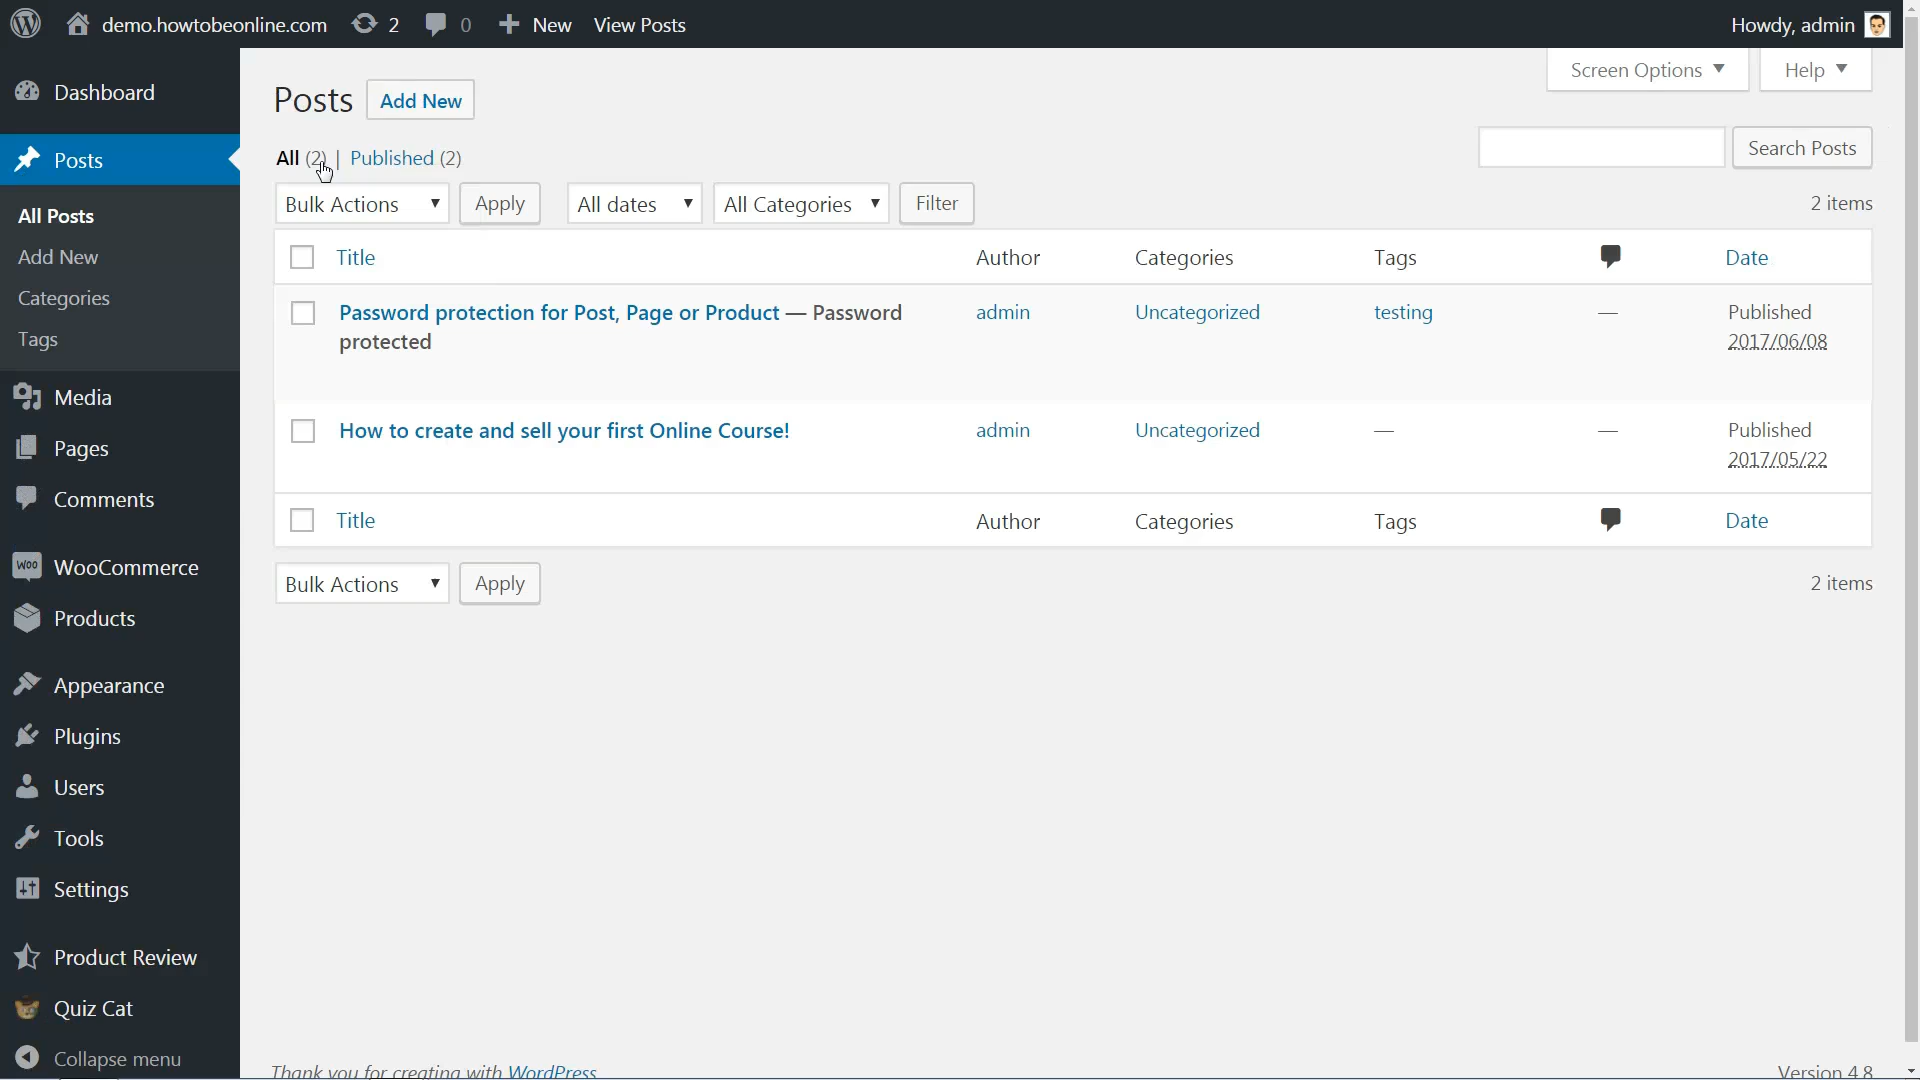 demo.howtobeonline.com 2 0 New View Posts Howdy, admin
Screen Options Help
Dashboard
Posts
All Posts
Add New
Categories
Tags
Media
Pages
Comments
WooCommerce
WOO
Products
Appearance
Plugins
Users
Tools
Settings
Product Review
Quiz Cat
Collapse menu
Posts Add New
All (2) | Published (2)
Search Posts
Bulk Actions Apply All dates All Categories Filter 2 items
Title Author Categories Tags Date
Password protection for Post, Page or Product — Password admin Uncategorized testing — Published
protected 2017/06/08
How to create and sell your first Online Course! admin Uncategorized — — Published
2017/05/22
Title Author Categories Tags Date
Bulk Actions Apply 2 items
Thank you for creating with WordPress Version 4.8